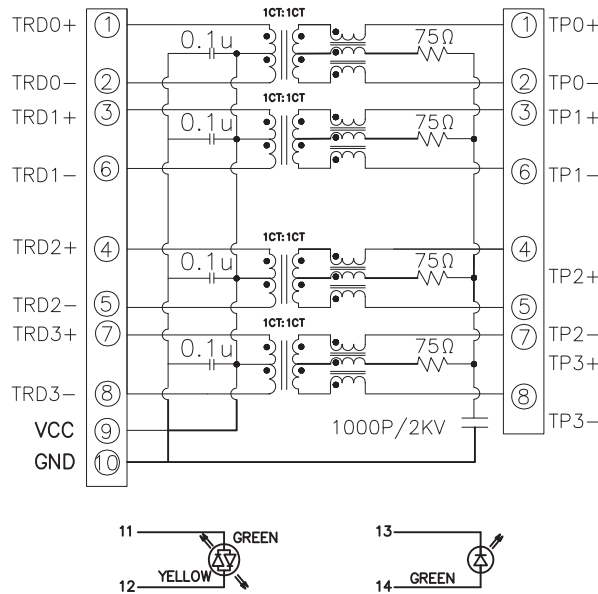 1CT:1CT
TRD0+ 1 0.1u 75Ω 1 TP0+
TRD0- 2 2 TP0-
1CT:1CT
TRD1+ 3 0.1u 75Ω 3 TP1+
TRD1- 6 6 TP1-
1CT:1CT
TRD2+ 4 0.1u 75Ω 4 TP2+
TRD2- 5 5
1CT:1CT
TRD3+ 7 0.1u 75Ω 7 TP2-
TP3+
TRD3- 8 8
VCC 9 1000P/2KV TP3-
GND 10
11 GREEN 13
12 YELLOW 14 GREEN